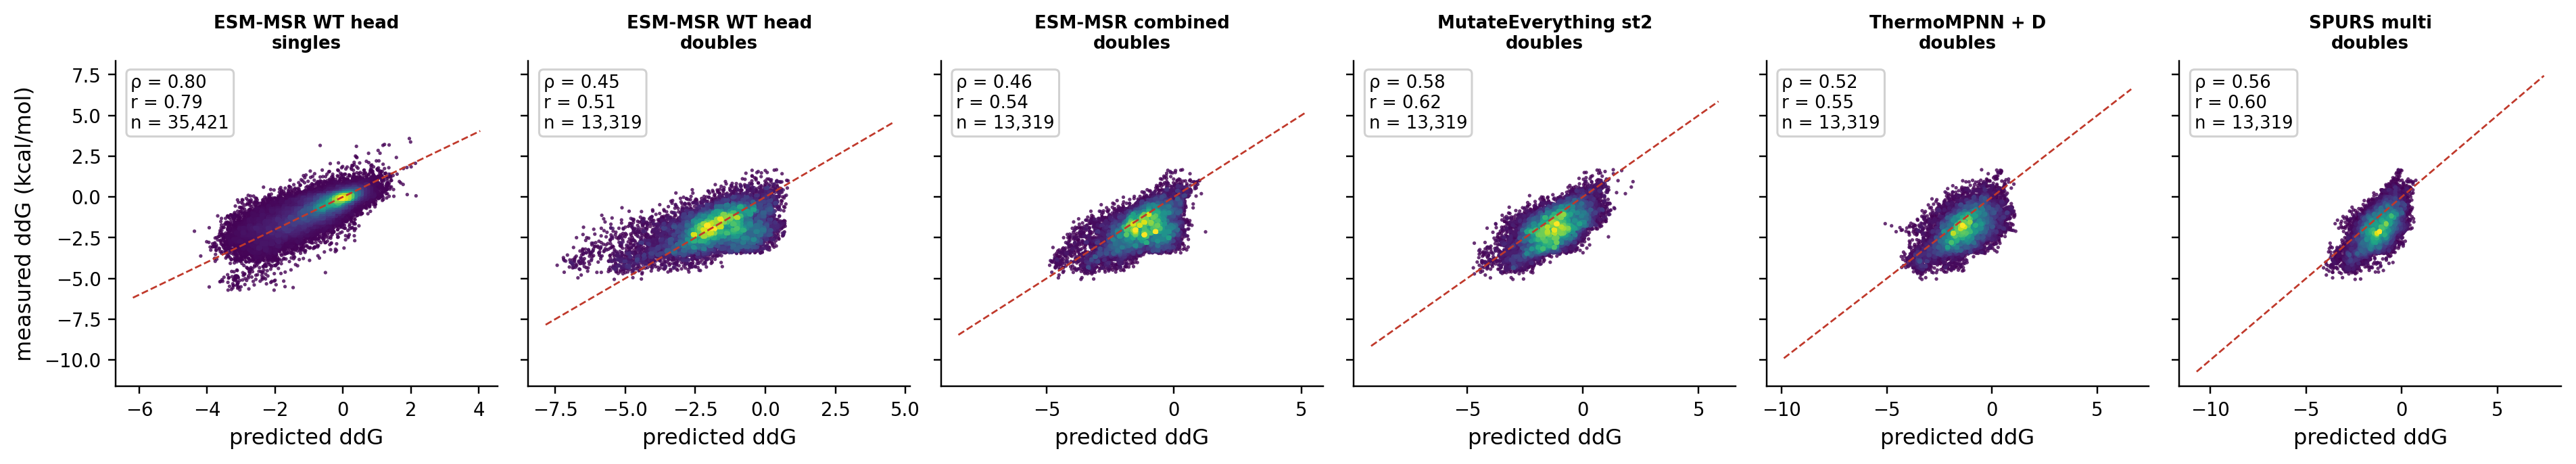 ESM-MSR WT head
singles
ρ = 0.80
r = 0.79
n = 35,421
measured ddG (kcal/mol)
7.5
5.0
2.5
0.0
−2.5
−5.0
−7.5
−10.0
−6 −4 −2 0 2 4
predicted ddG
ESM-MSR WT head
doubles
ρ = 0.45
r = 0.51
n = 13,319
−7.5 −5.0 −2.5 0.0 2.5 5.0
predicted ddG
ESM-MSR combined
doubles
ρ = 0.46
r = 0.54
n = 13,319
−5 0 5
predicted ddG
MutateEverything st2
doubles
ρ = 0.58
r = 0.62
n = 13,319
−5 0 5
predicted ddG
ThermoMPNN + D
doubles
ρ = 0.52
r = 0.55
n = 13,319
−10 −5 0 5
predicted ddG
SPURS multi
doubles
ρ = 0.56
r = 0.60
n = 13,319
−10 −5 0 5
predicted ddG